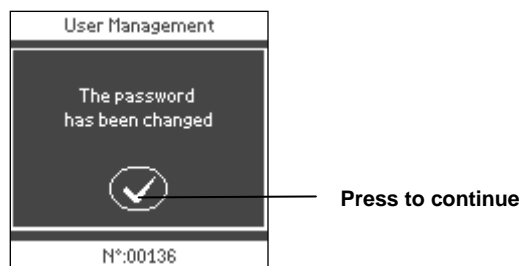 User Management
The password
has been changed
Press to continue
N°:00136